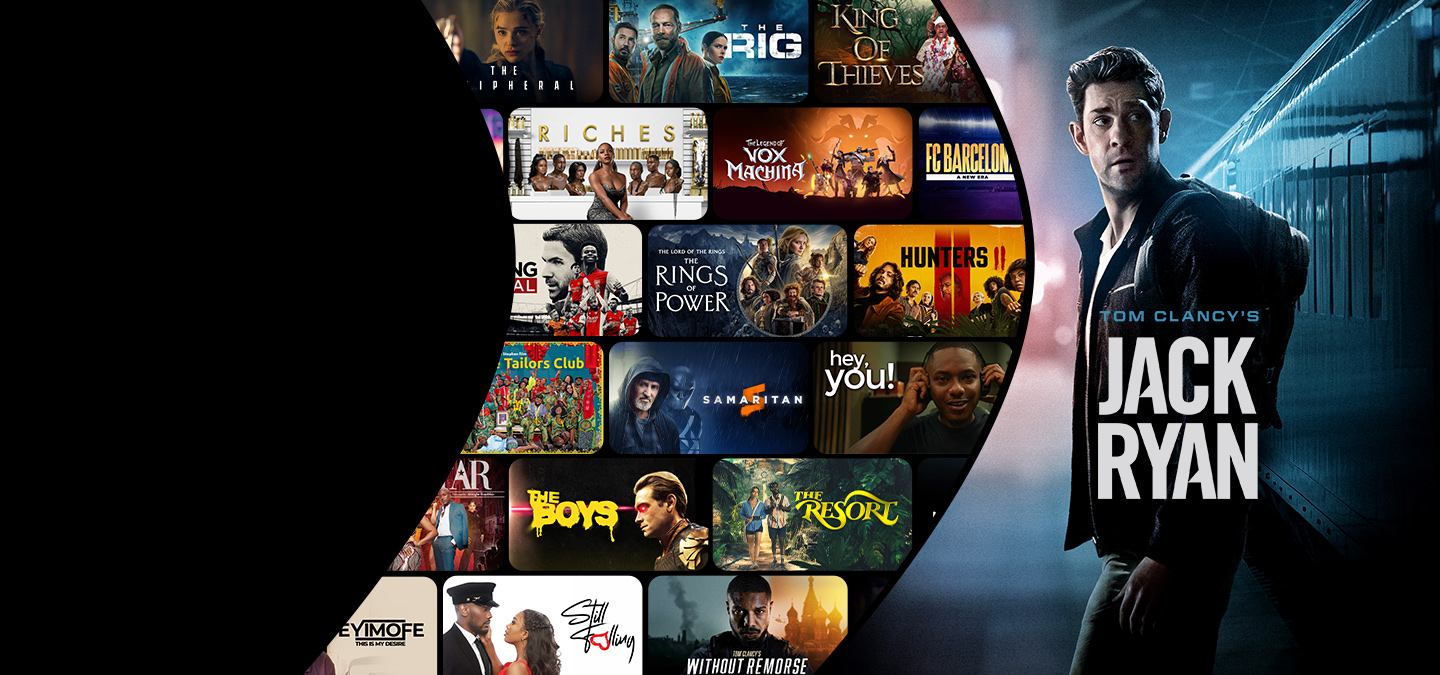 THE
IPHERAL
THE
RIG
KING
OF
THIEVES
RICHES
THE LEGEND OF
VOX
MACHINA
FC BARCELON
A NEW ERA
NG
AL
THE LORD OF THE RINGS
THE
RINGS
OF
POWER
HUNTERS II
Tailors Club
SAMARITAN
hey,
you!
TOM CLANCY'S
JACK
RYAN
AR
THE
BOYS
THE
RESORT
EYIMOFE
THIS IS MY DESIRE
Still
falling
TOM CLANCY'S
WITHOUT REMORSE